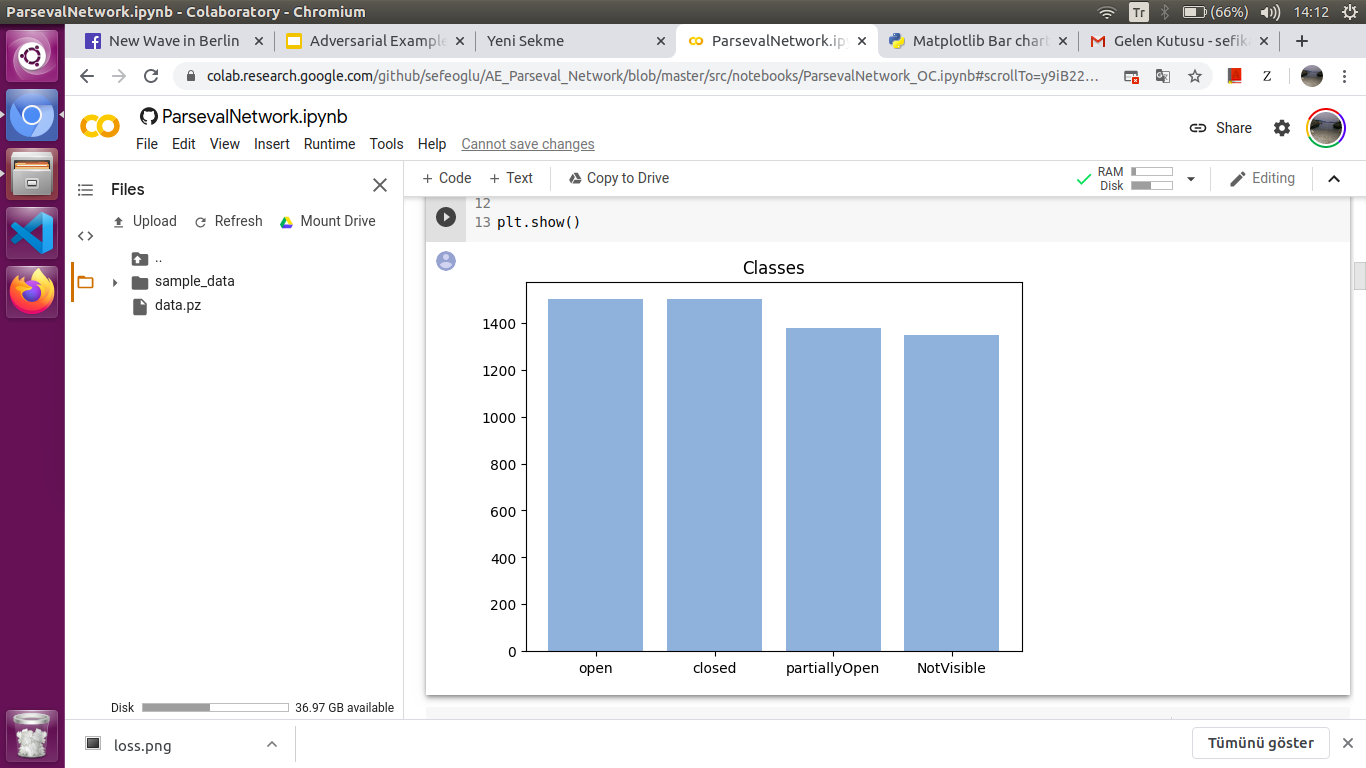 ParsevalNetwork.ipynb - Colaboratory - Chromium
Tr (66%) 14:12
New Wave in Berlin
Adversarial Example
Yeni Sekme
ParsevalNetwork.ip
Matplotlib Bar chart
Gelen Kutusu - sefik
colab.research.google.com/github/sefeoglu/AE_Parseval_Network/blob/master/src/notebooks/ParsevalNetwork_OC.ipynb#scrollTo=y9iB22...
Z
ParsevalNetwork.ipynb
File Edit View Insert Runtime Tools Help Cannot save changes
Share
Files
+ Code + Text Copy to Drive
RAM
Disk
Editing
Upload Refresh Mount Drive
..
sample_data
data.pz
12
13 plt.show()
Classes
1400
1200
1000
800
600
400
200
0
open closed partiallyOpen NotVisible
Disk 36.97 GB available
loss.png
Tümünü göster